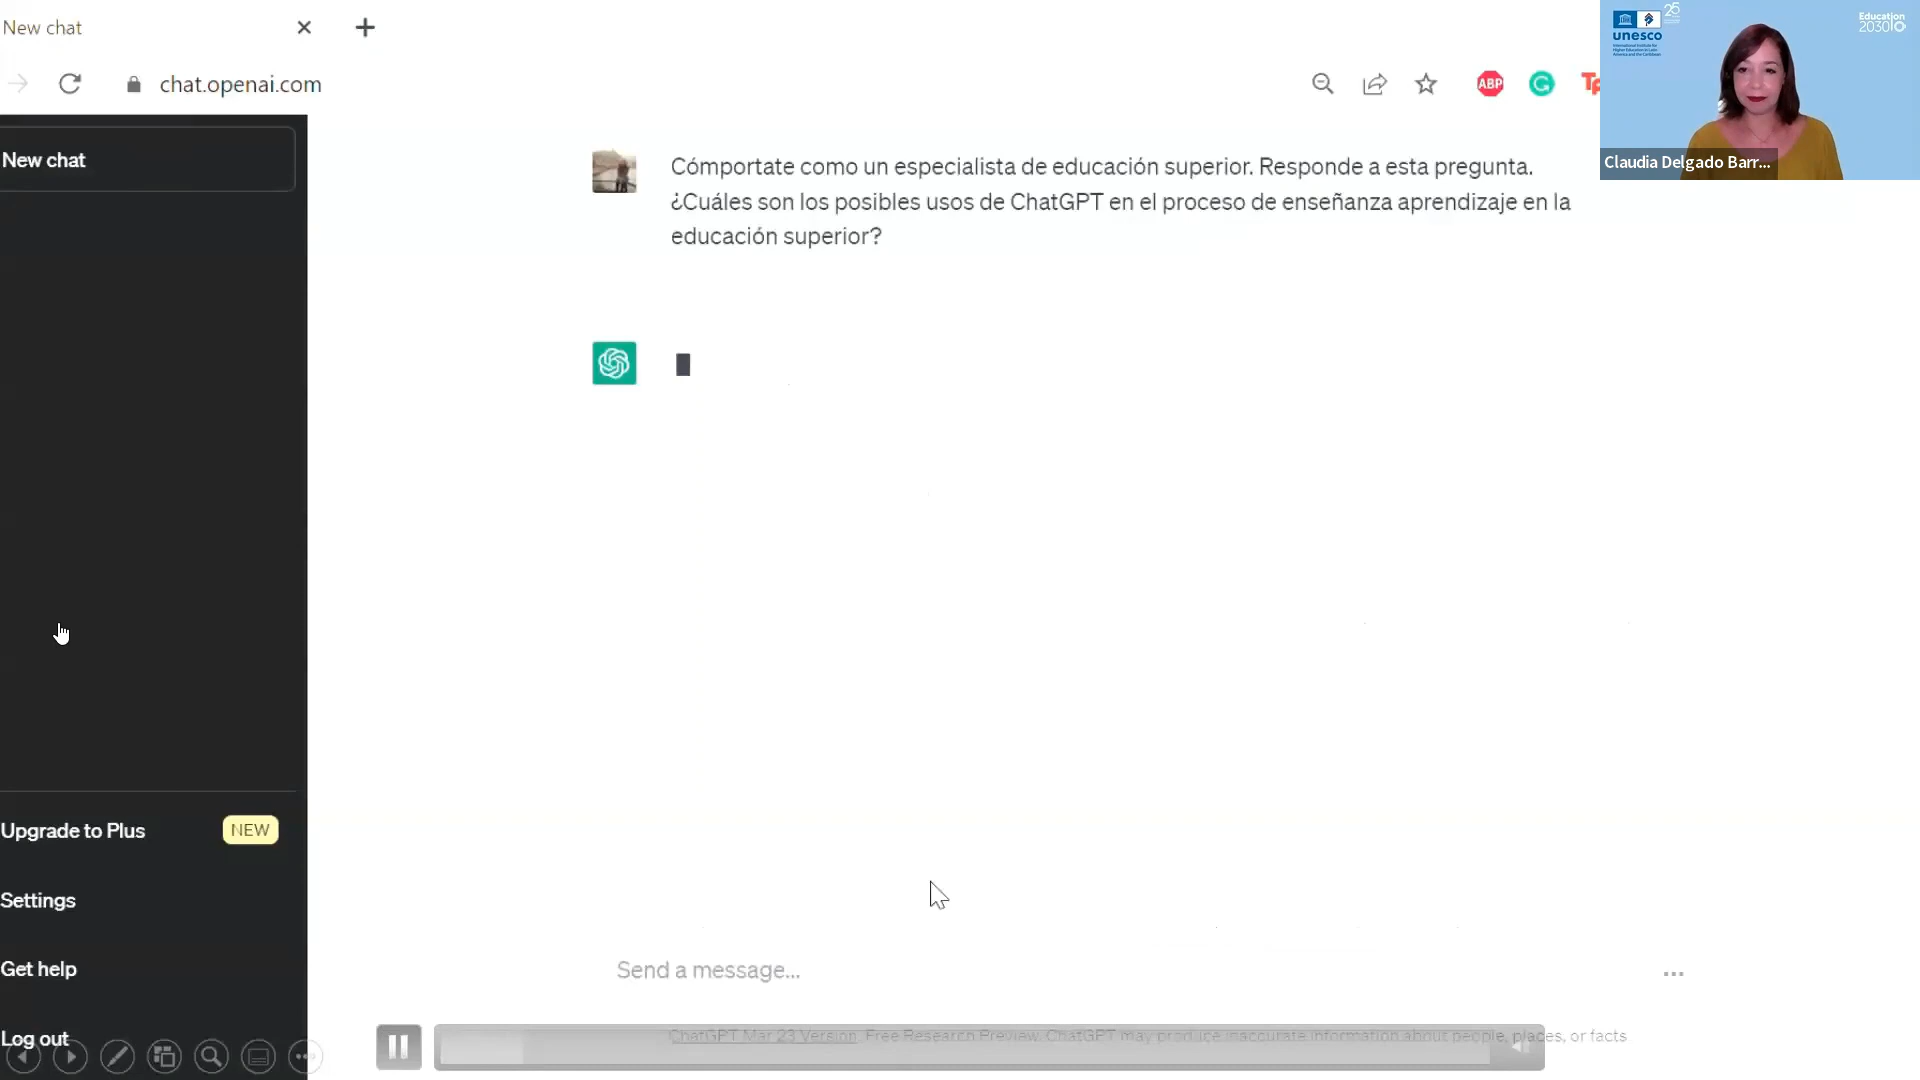 New chat
chat.openai.com
ABP
unesco
25
Education
2030
Claudia Delgado Barr...
New chat
Cómportate como un especialista de educación superior. Responde a esta pregunta.
¿Cuáles son los posibles usos de ChatGPT en el proceso de enseñanza aprendizaje en la
educación superior?
Upgrade to Plus
NEW
Settings
Get help
Log out
Send a message...
ChatGPT Mar 23 Version. Free Research Preview. ChatGPT may produce inaccurate information about people, places, or facts